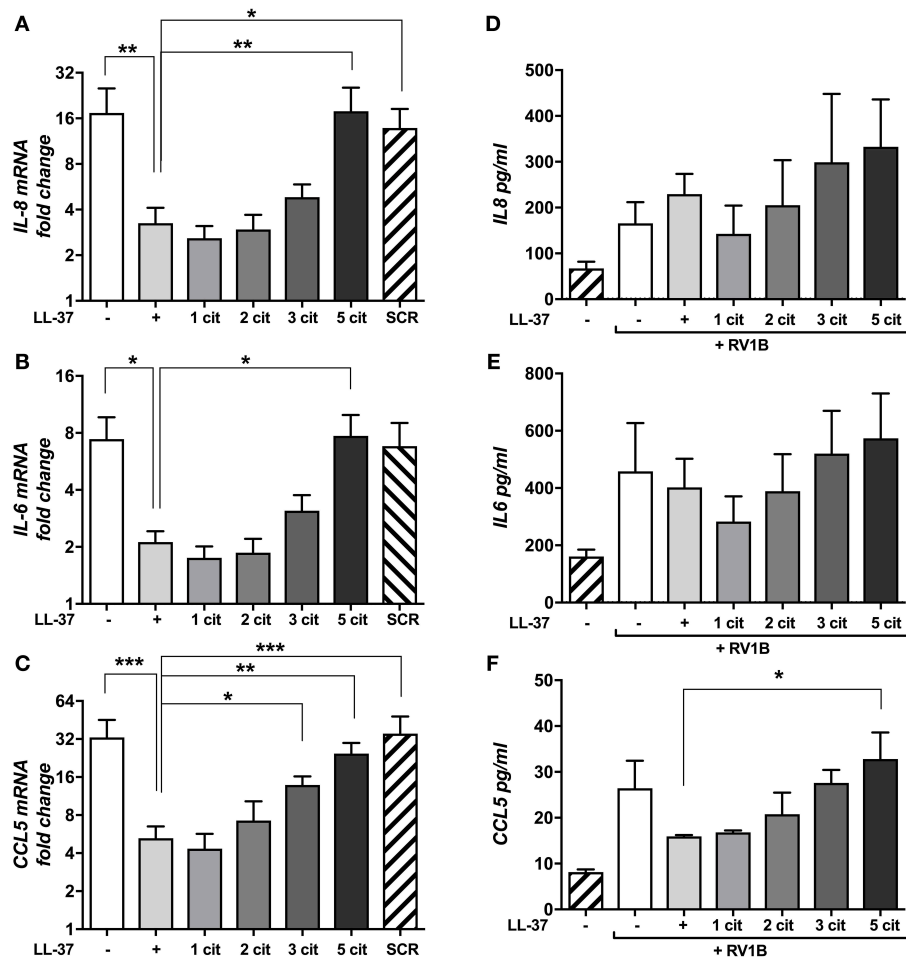 A
*
**
**
32
16
8
4
2
1
IL-8 mRNA
fold change
LL-37 - + 1 cit 2 cit 3 cit 5 cit SCR
B
*
*
16
8
4
2
1
IL-6 mRNA
fold change
LL-37 - + 1 cit 2 cit 3 cit 5 cit SCR
C
***
***
**
*
64
32
16
8
4
2
1
CCL5 mRNA
fold change
LL-37 - + 1 cit 2 cit 3 cit 5 cit SCR
D
500
400
300
200
100
0
IL8 pg/ml
LL-37 - - + 1 cit 2 cit 3 cit 5 cit
+ RV1B
E
800
600
400
200
0
IL6 pg/ml
LL-37 - - + 1 cit 2 cit 3 cit 5 cit
+ RV1B
F
*
50
40
30
20
10
0
CCL5 pg/ml
LL-37 - - + 1 cit 2 cit 3 cit 5 cit
+ RV1B